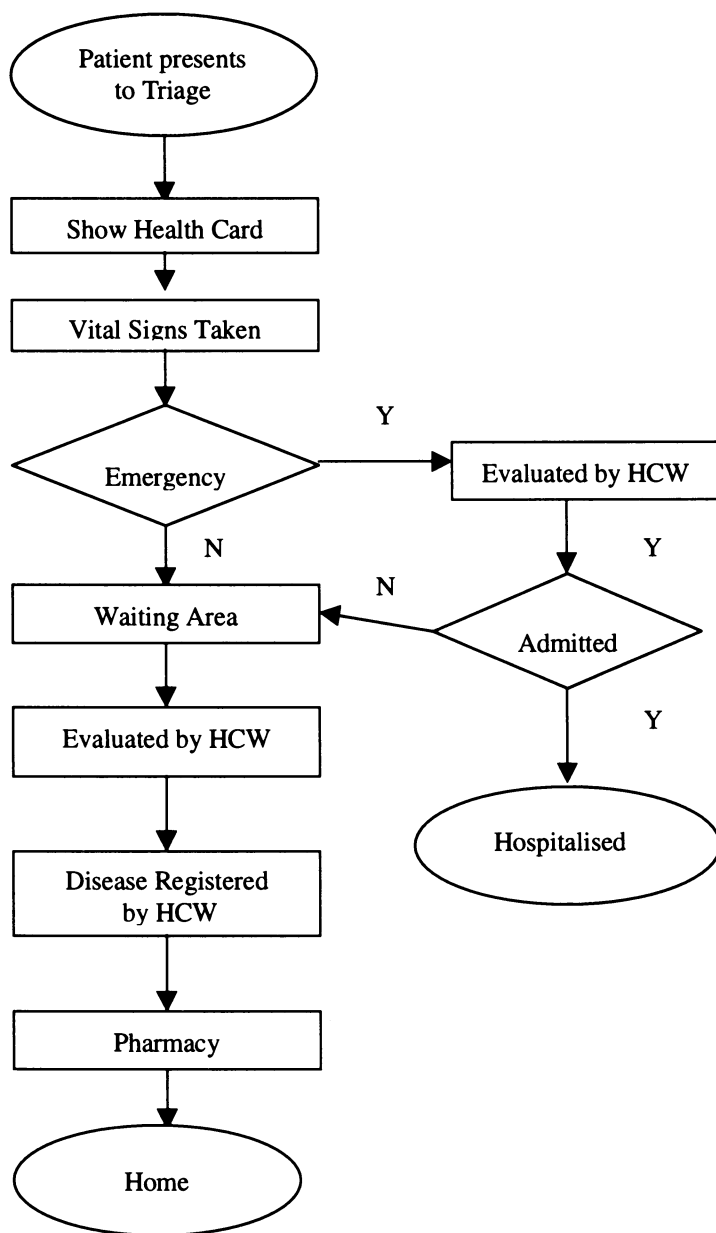 Patient presents
to Triage
Show Health Card
Vital Signs Taken
Y
Emergency
Evaluated by HCW
N
Y
N
Waiting Area
Admitted
Evaluated by HCW
Y
Hospitalised
Disease Registered
by HCW
Pharmacy
Home